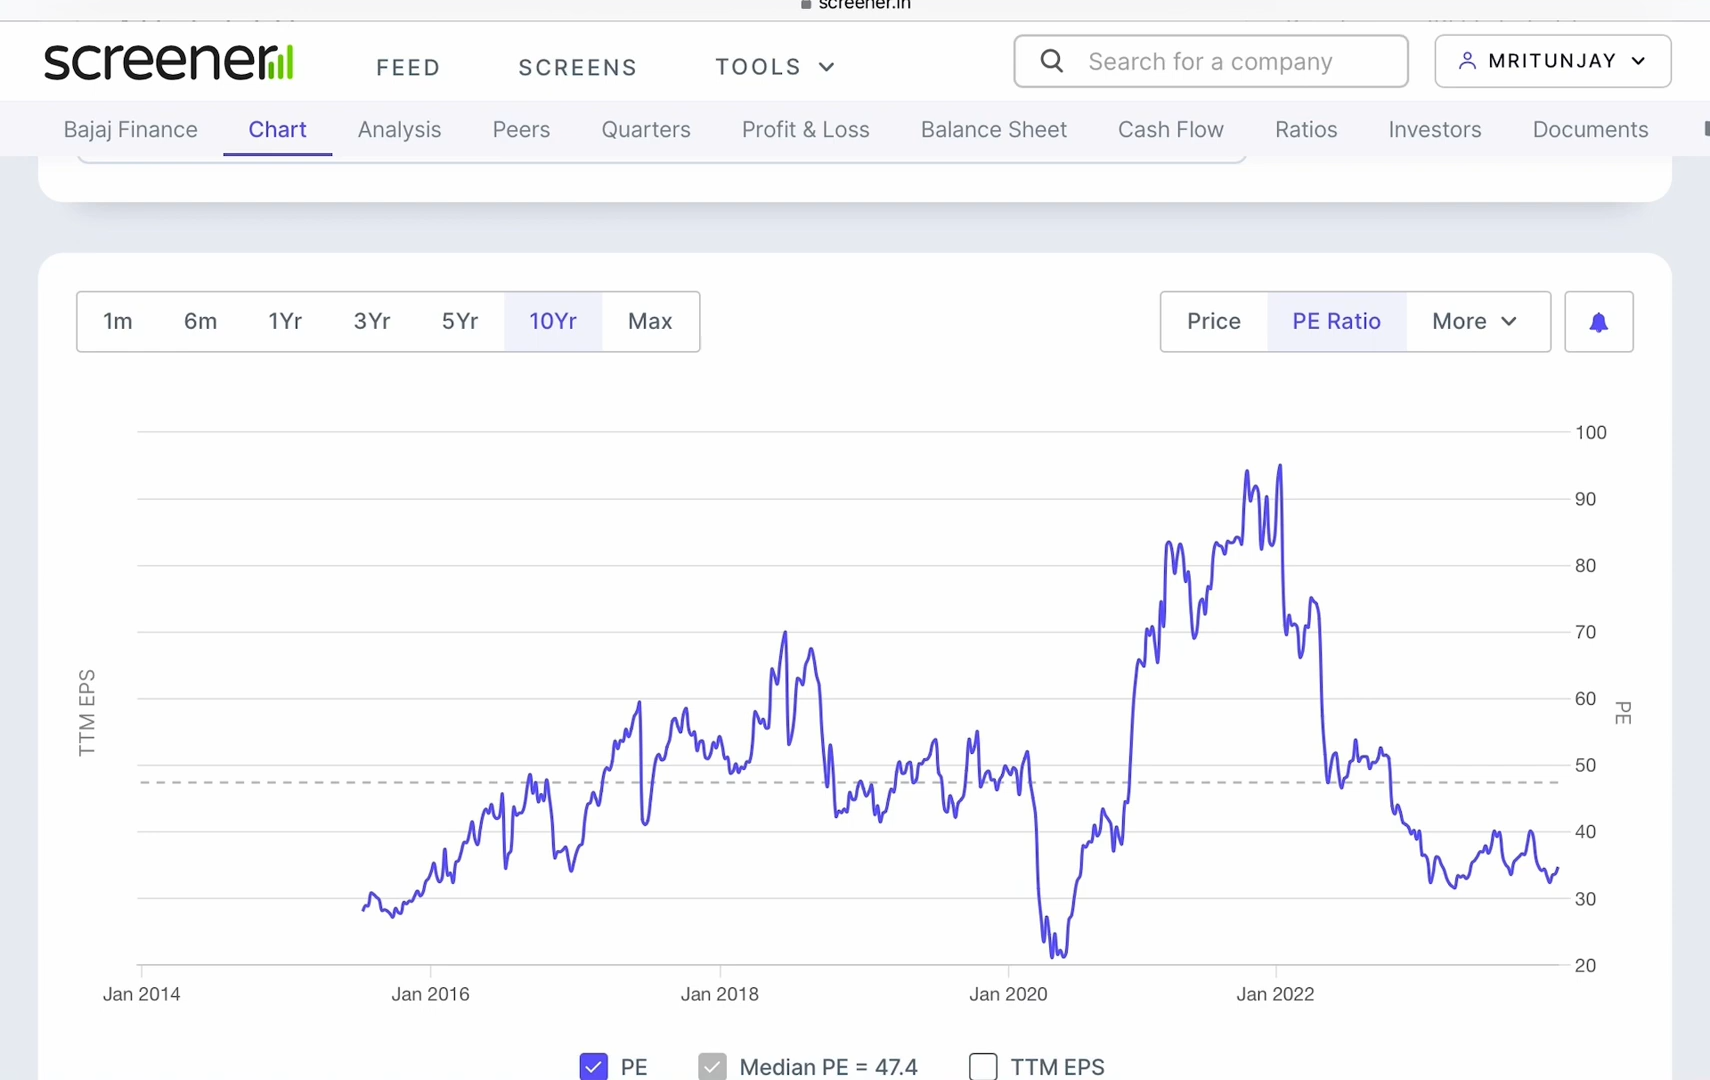 screener.in
screener
FEED
SCREENS
TOOLS
Search for a company
MRITUNJAY
Bajaj Finance
Chart
Analysis
Peers
Quarters
Profit & Loss
Balance Sheet
Cash Flow
Ratios
Investors
Documents
1m
6m
1Yr
3Yr
5Yr
10Yr
Max
Price
PE Ratio
More
100
90
80
70
60
50
40
30
20
TTM EPS
PE
Jan 2014
Jan 2016
Jan 2018
Jan 2020
Jan 2022
PE
Median PE = 47.4
TTM EPS